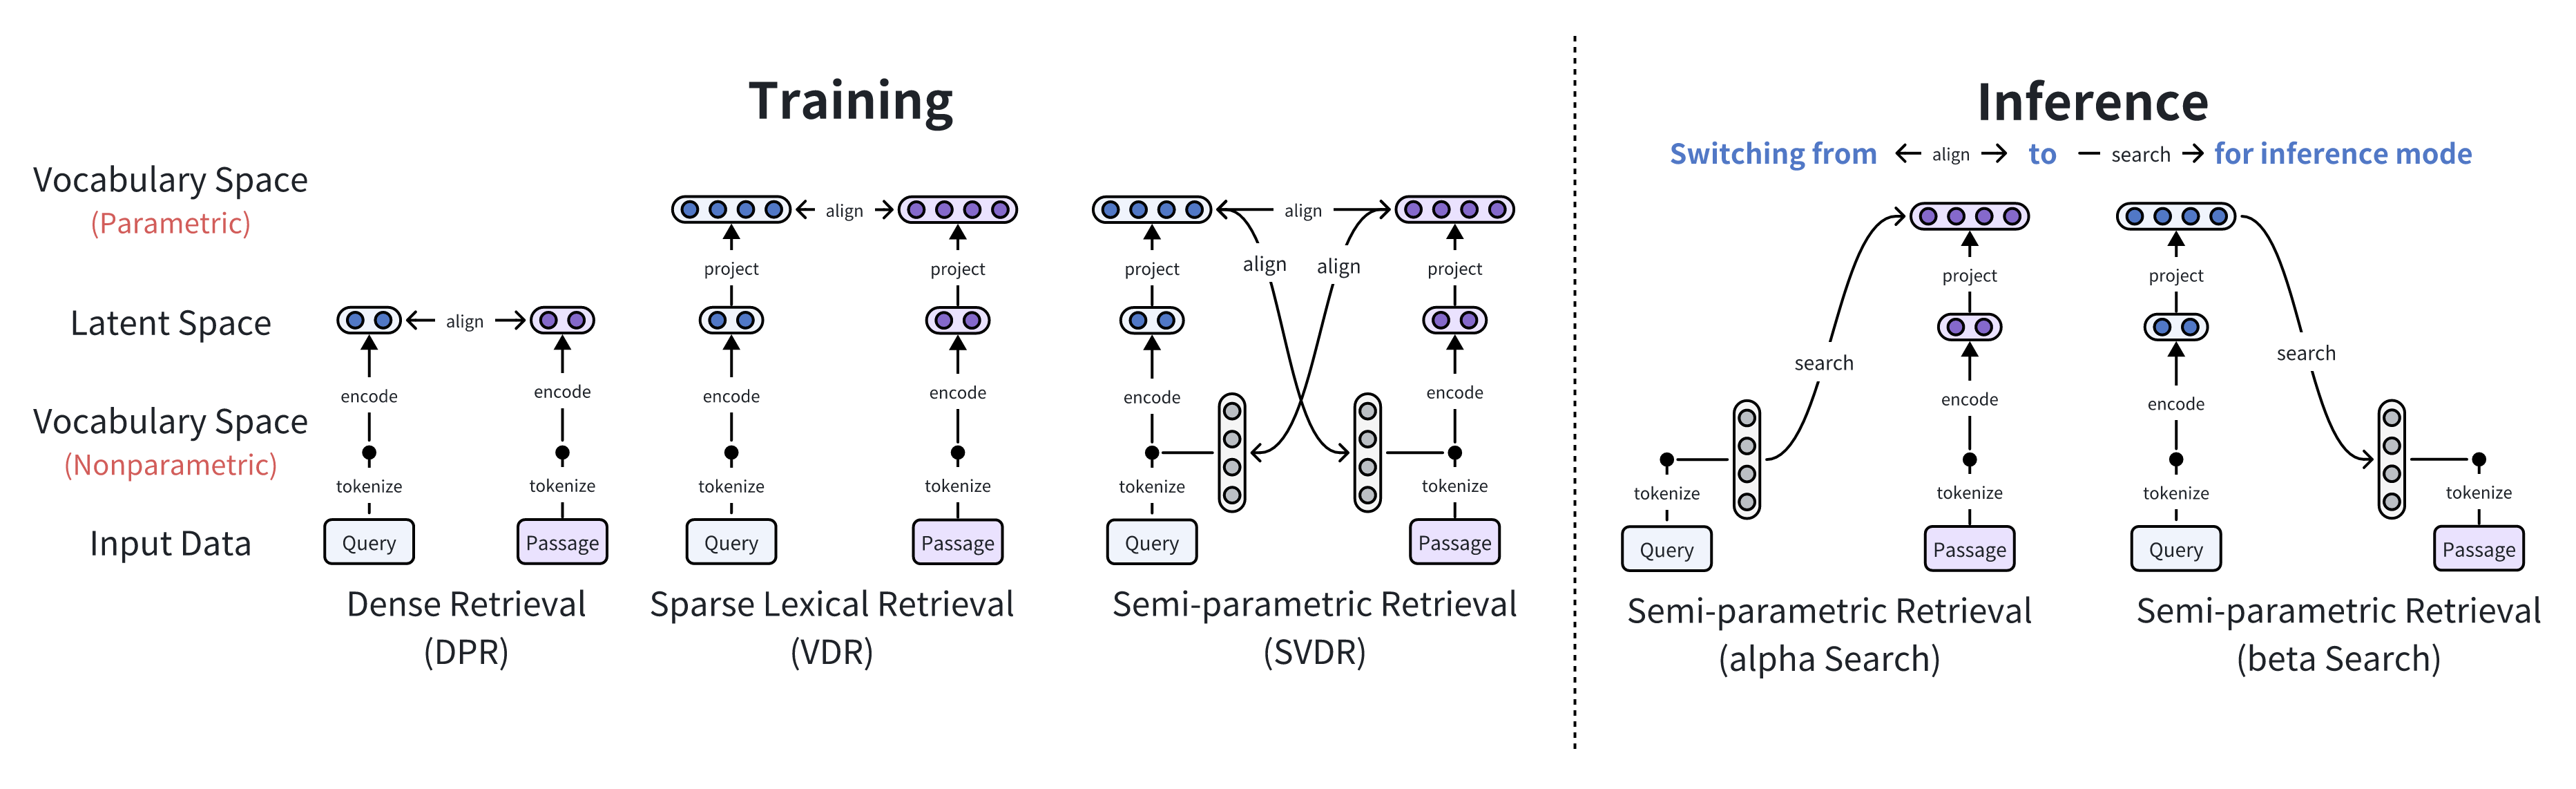 Training
Vocabulary Space
(Parametric)
Latent Space
Vocabulary Space
(Nonparametric)
Input Data
align
encode
encode
tokenize
tokenize
Query
Passage
Dense Retrieval
(DPR)
align
project
project
encode
encode
tokenize
tokenize
Query
Passage
Sparse Lexical Retrieval
(VDR)
align
align
align
project
project
encode
encode
tokenize
tokenize
Query
Passage
Semi-parametric Retrieval
(SVDR)
Inference
Switching from align to search for inference mode
project
search
encode
tokenize
tokenize
Query
Passage
Semi-parametric Retrieval
(alpha Search)
project
search
encode
tokenize
tokenize
Query
Passage
Semi-parametric Retrieval
(beta Search)